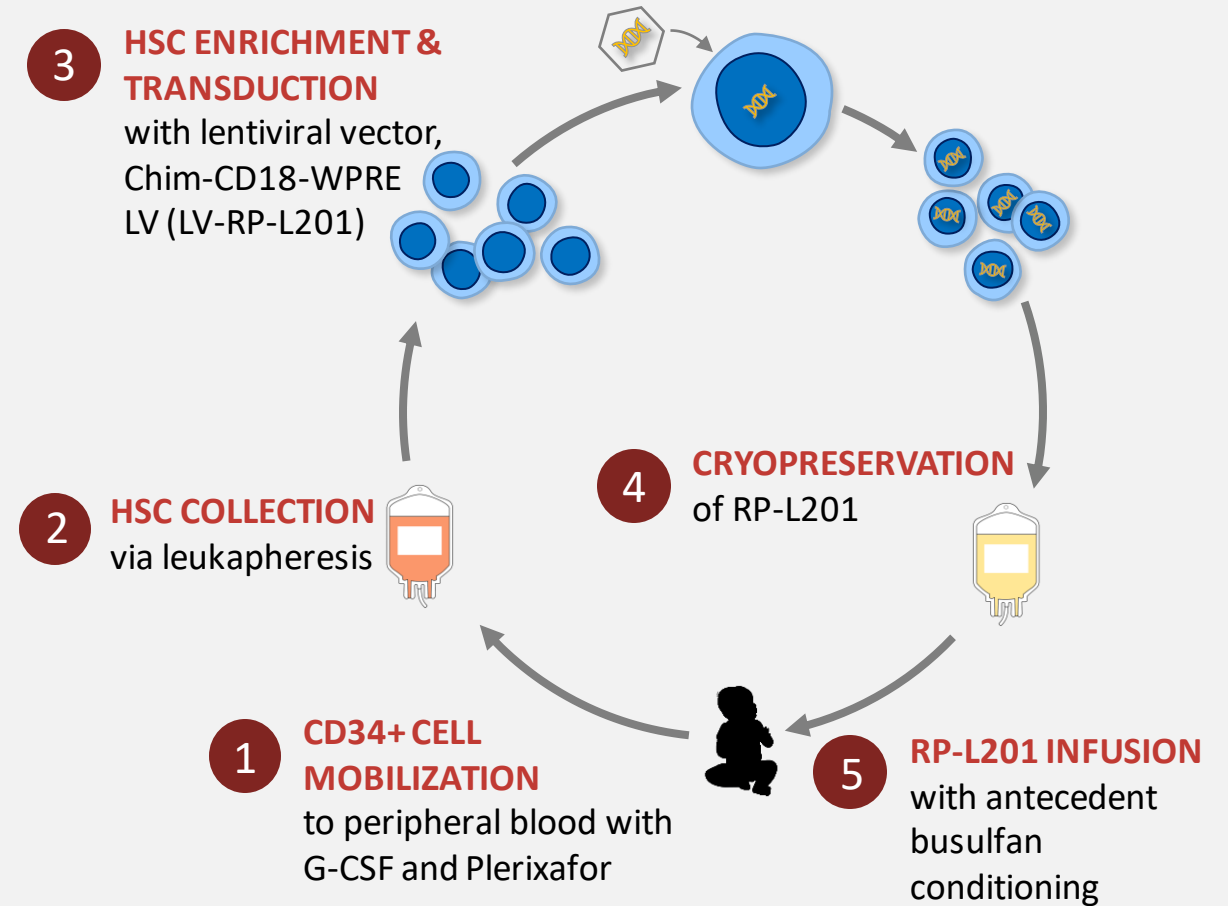 1
CD34+ CELL
MOBILIZATION
to peripheral blood with
G-CSF and Plerixafor
2
HSC COLLECTION
via leukapheresis
3
HSC ENRICHMENT &
TRANSDUCTION
with lentiviral vector,
Chim-CD18-WPRE
LV (LV-RP-L201)
4
CRYOPRESERVATION
of RP-L201
5
RP-L201 INFUSION
with antecedent
busulfan
conditioning